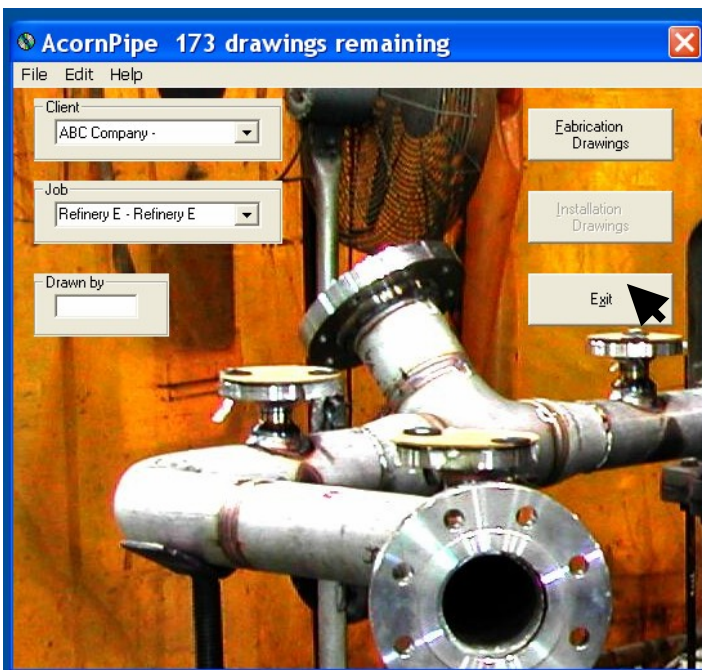 AcornPipe 173 drawings remaining
File Edit Help
Client
ABC Company -
Job
Refinery E - Refinery E
Drawn by
Fabrication
Drawings
Installation
Drawings
Exit